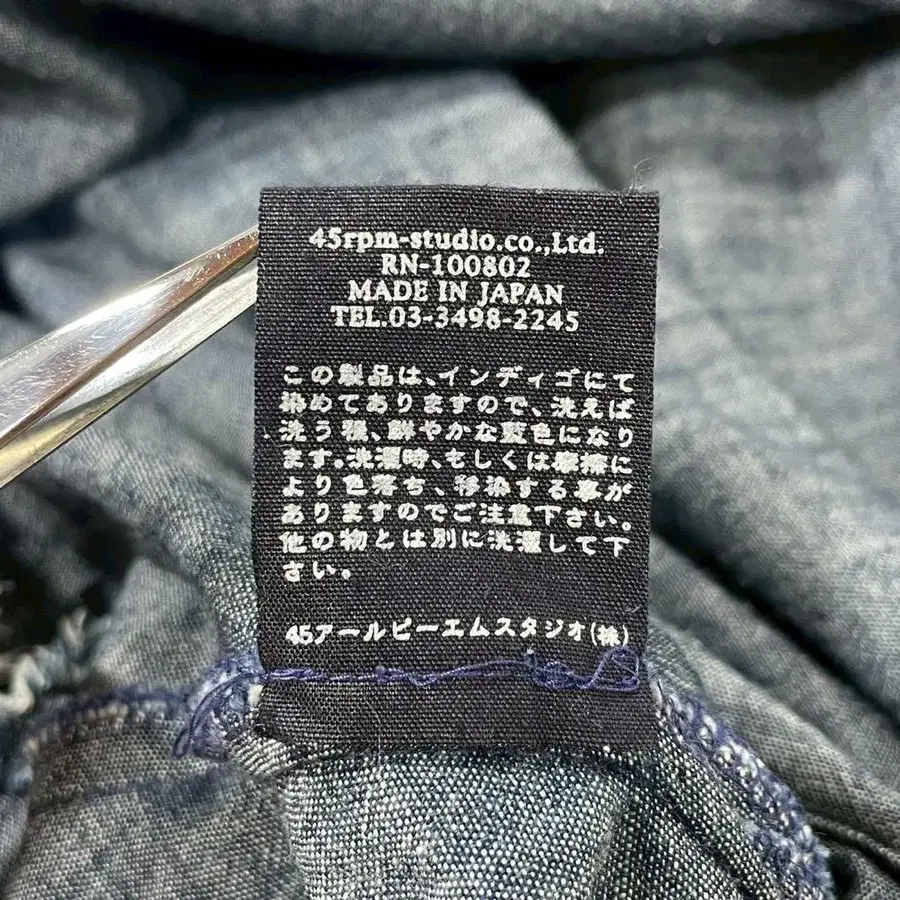 45rpm-studio.co.,Ltd.
RN-100802
MADE IN JAPAN
TEL.03-3498-2245
この製品は、インディゴにて
染めてありますので、洗えば
洗う程、鮮やかな藍色になり
ます。洗濯時、もしくは摩擦に
より色落ち、移染する事が
ありますのでご注意下さい。
他の物とは別に洗濯して下
さい。
45アールピーエムスタジオ(株)